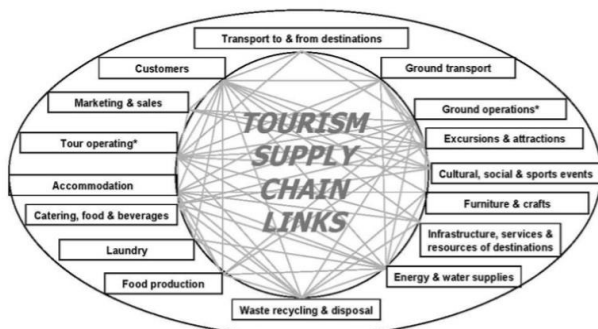 Transport to & from destinations
Customers
Ground transport
Marketing & sales
Ground operations*
Tour operating*
Excursions & attractions
TOURISM
SUPPLY
CHAIN
LINKS
Cultural, social & sports events
Accommodation
Furniture & crafts
Catering, food & beverages
Infrastructure, services &
resources of destinations
Laundry
Energy & water supplies
Food production
Waste recycling & disposal